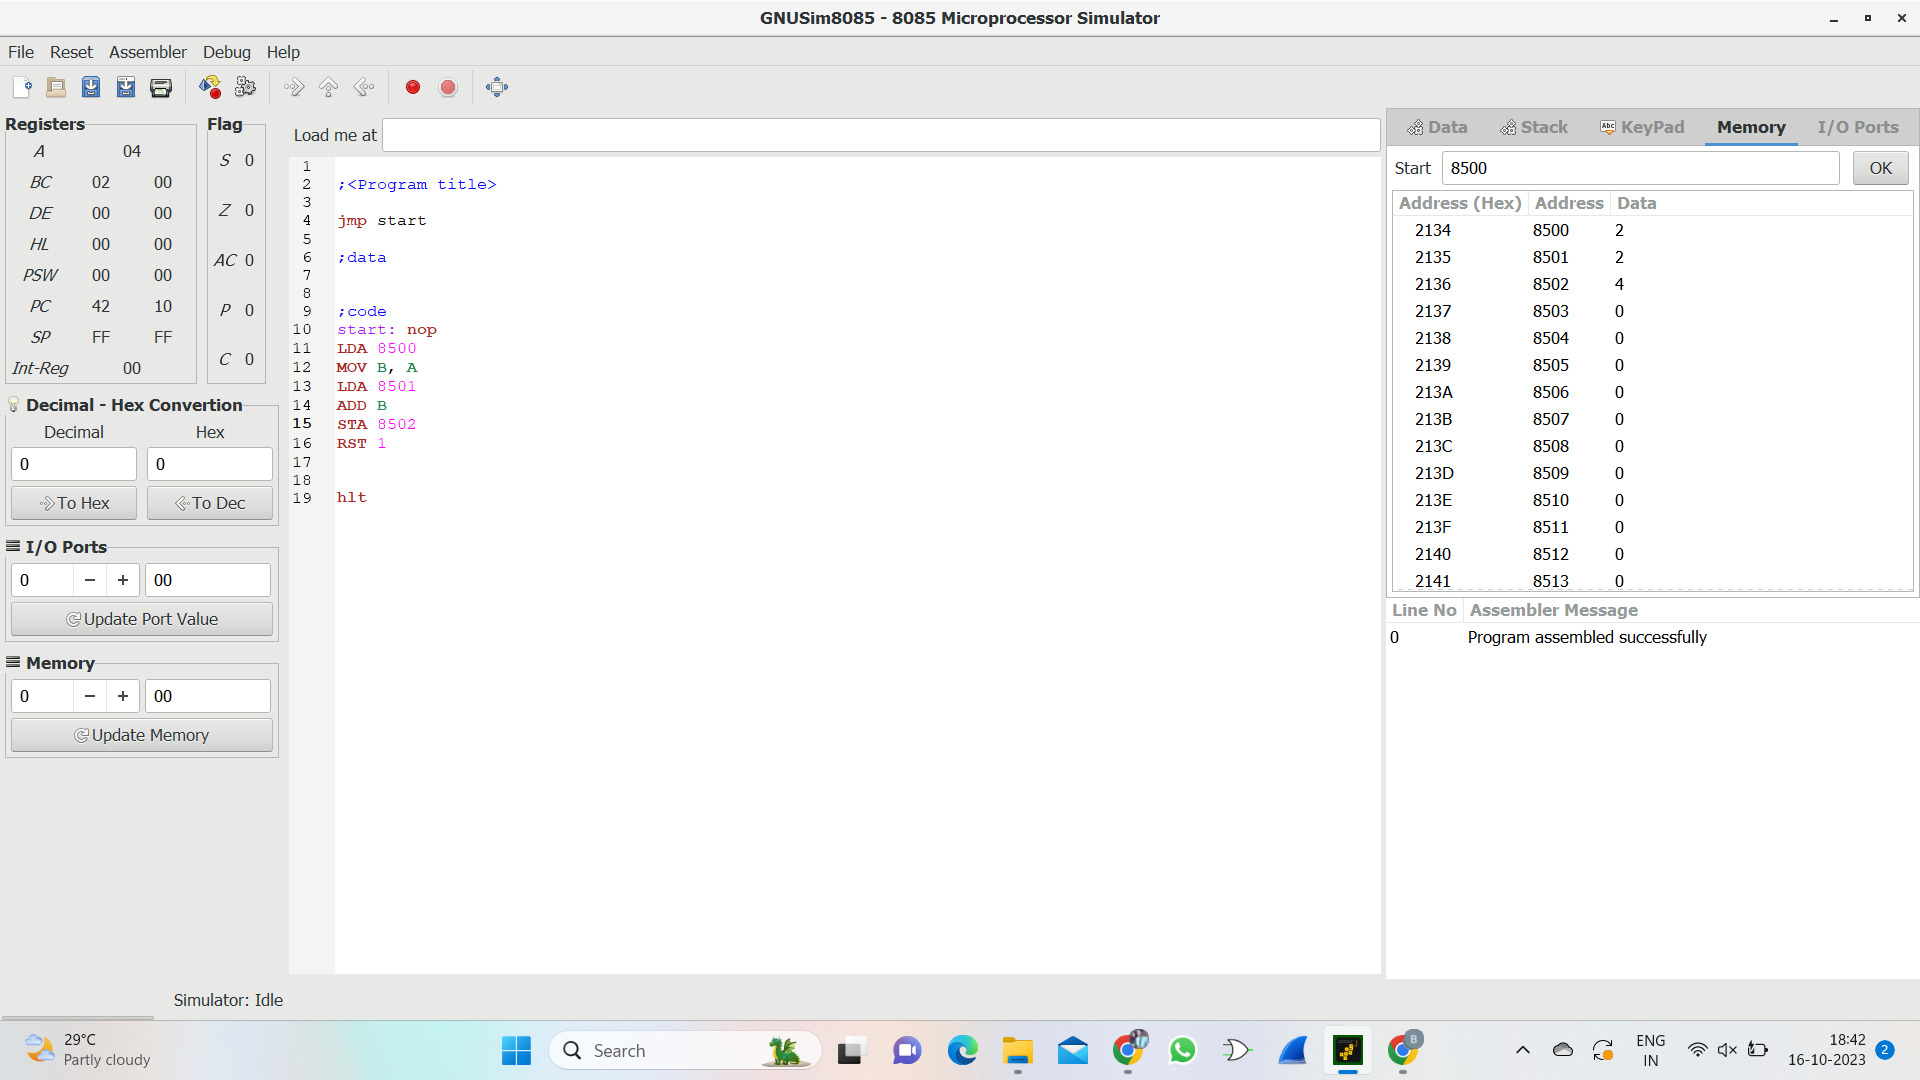 GNUSim8085 - 8085 Microprocessor Simulator
File Reset Assembler Debug Help
Registers
A 04
BC 02 00
DE 00 00
HL 00 00
PSW 00 00
PC 42 10
SP FF FF
Int-Reg 00
Flag
S 0
Z 0
AC 0
P 0
C 0
Decimal - Hex Convertion
Decimal Hex
0 0
To Hex To Dec
I/O Ports
0 − + 00
Update Port Value
Memory
0 − + 00
Update Memory
Load me at
1
2 ;<Program title>
3
4 jmp start
5
6 ;data
7
8
9 ;code
10 start: nop
11 LDA 8500
12 MOV B, A
13 LDA 8501
14 ADD B
15 STA 8502
16 RST 1
17
18
19 hlt
Data Stack Abc KeyPad Memory I/O Ports
Start 8500 OK
Address (Hex) Address Data
2134 8500 2
2135 8501 2
2136 8502 4
2137 8503 0
2138 8504 0
2139 8505 0
213A 8506 0
213B 8507 0
213C 8508 0
213D 8509 0
213E 8510 0
213F 8511 0
2140 8512 0
2141 8513 0
Line No Assembler Message
0 Program assembled successfully
Simulator: Idle
29°C
Partly cloudy
Search
B
ENG
IN
18:42
16-10-2023
2